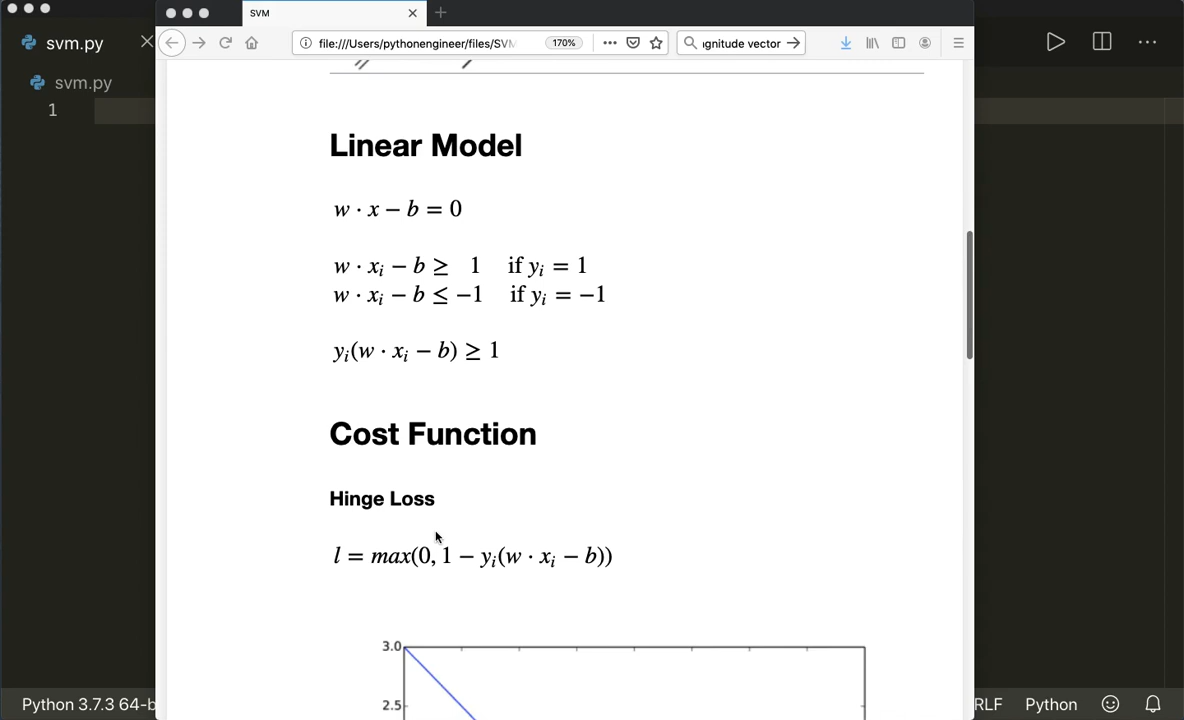 SVM
svm.py
file:///Users/pythonengineer/files/SVM
170%
ignitude vector
svm.py
1
Linear Model
w · x − b = 0
w · xᵢ − b ≥ 1 if yᵢ = 1
w · xᵢ − b ≤ −1 if yᵢ = −1
yᵢ(w · xᵢ − b) ≥ 1
Cost Function
Hinge Loss
l = max(0, 1 − yᵢ(w · xᵢ − b))
3.0
2.5
Python 3.7.3 64-b
RLF
Python